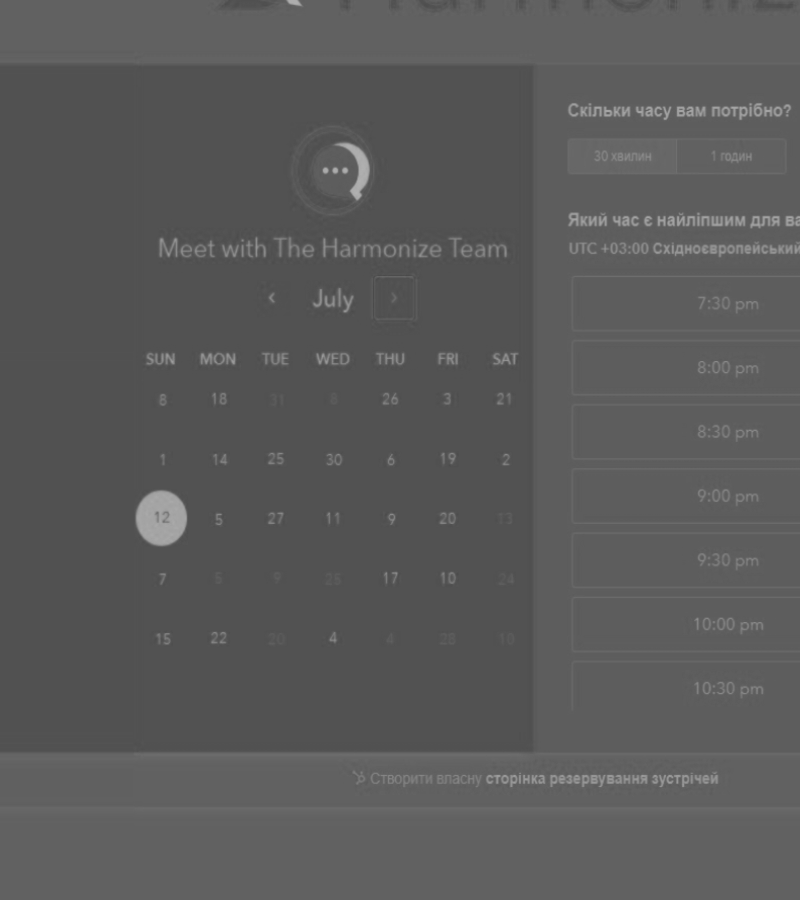 Meet with The Harmonize Team
July
SUN MON TUE WED THU FRI SAT
8 18 31 8 26 3 21
1 14 25 30 6 19 2
12 5 27 11 9 20 13
7 5 9 25 17 10 24
15 22 20 4 4 28 10
Скільки часу вам потрібно?
30 хвилин 1 годин
Який час є найліпшим для
UTC +03:00 Східноєвропейський
7:30 pm
8:00 pm
8:30 pm
9:00 pm
9:30 pm
10:00 pm
10:30 pm
Створити власну сторінка резервування зустрічей